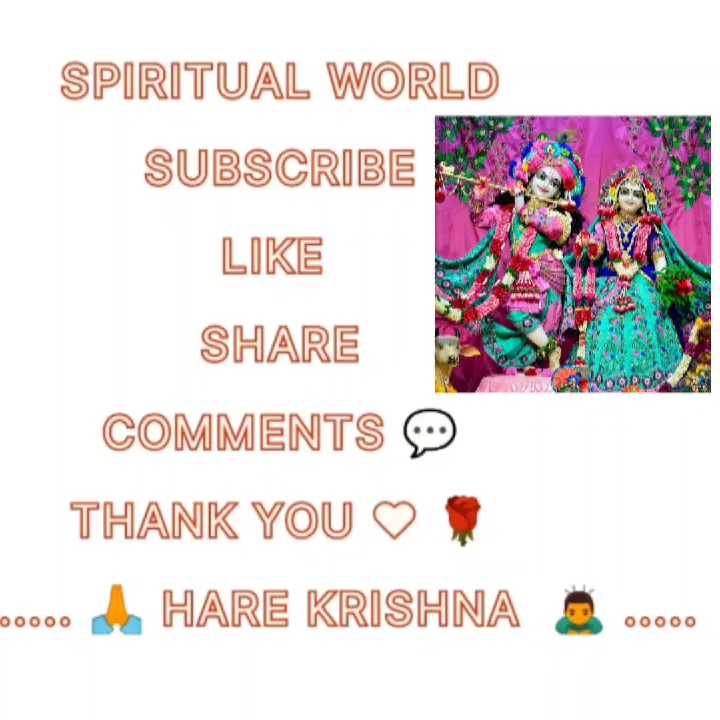 SPIRITUAL WORLD
SUBSCRIBE
LIKE
SHARE
COMMENTS 💬
THANK YOU ♡ 🌹
..... 🙏 HARE KRISHNA 🙇 .....